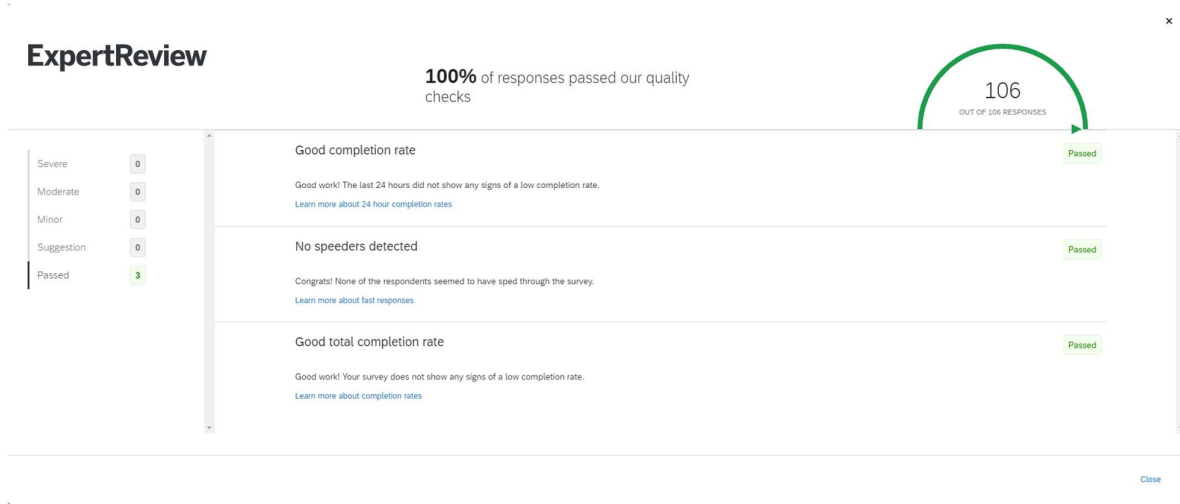 ×
ExpertReview
100% of responses passed our quality
checks
106
OUT OF 106 RESPONSES
Severe 0
Moderate 0
Minor 0
Suggestion 0
Passed 3
Good completion rate
Passed
Good work! The last 24 hours did not show any signs of a low completion rate.
Learn more about 24 hour completion rates
No speeders detected
Passed
Congrats! None of the respondents seemed to have sped through the survey.
Learn more about fast responses
Good total completion rate
Passed
Good work! Your survey does not show any signs of a low completion rate.
Learn more about completion rates
Close